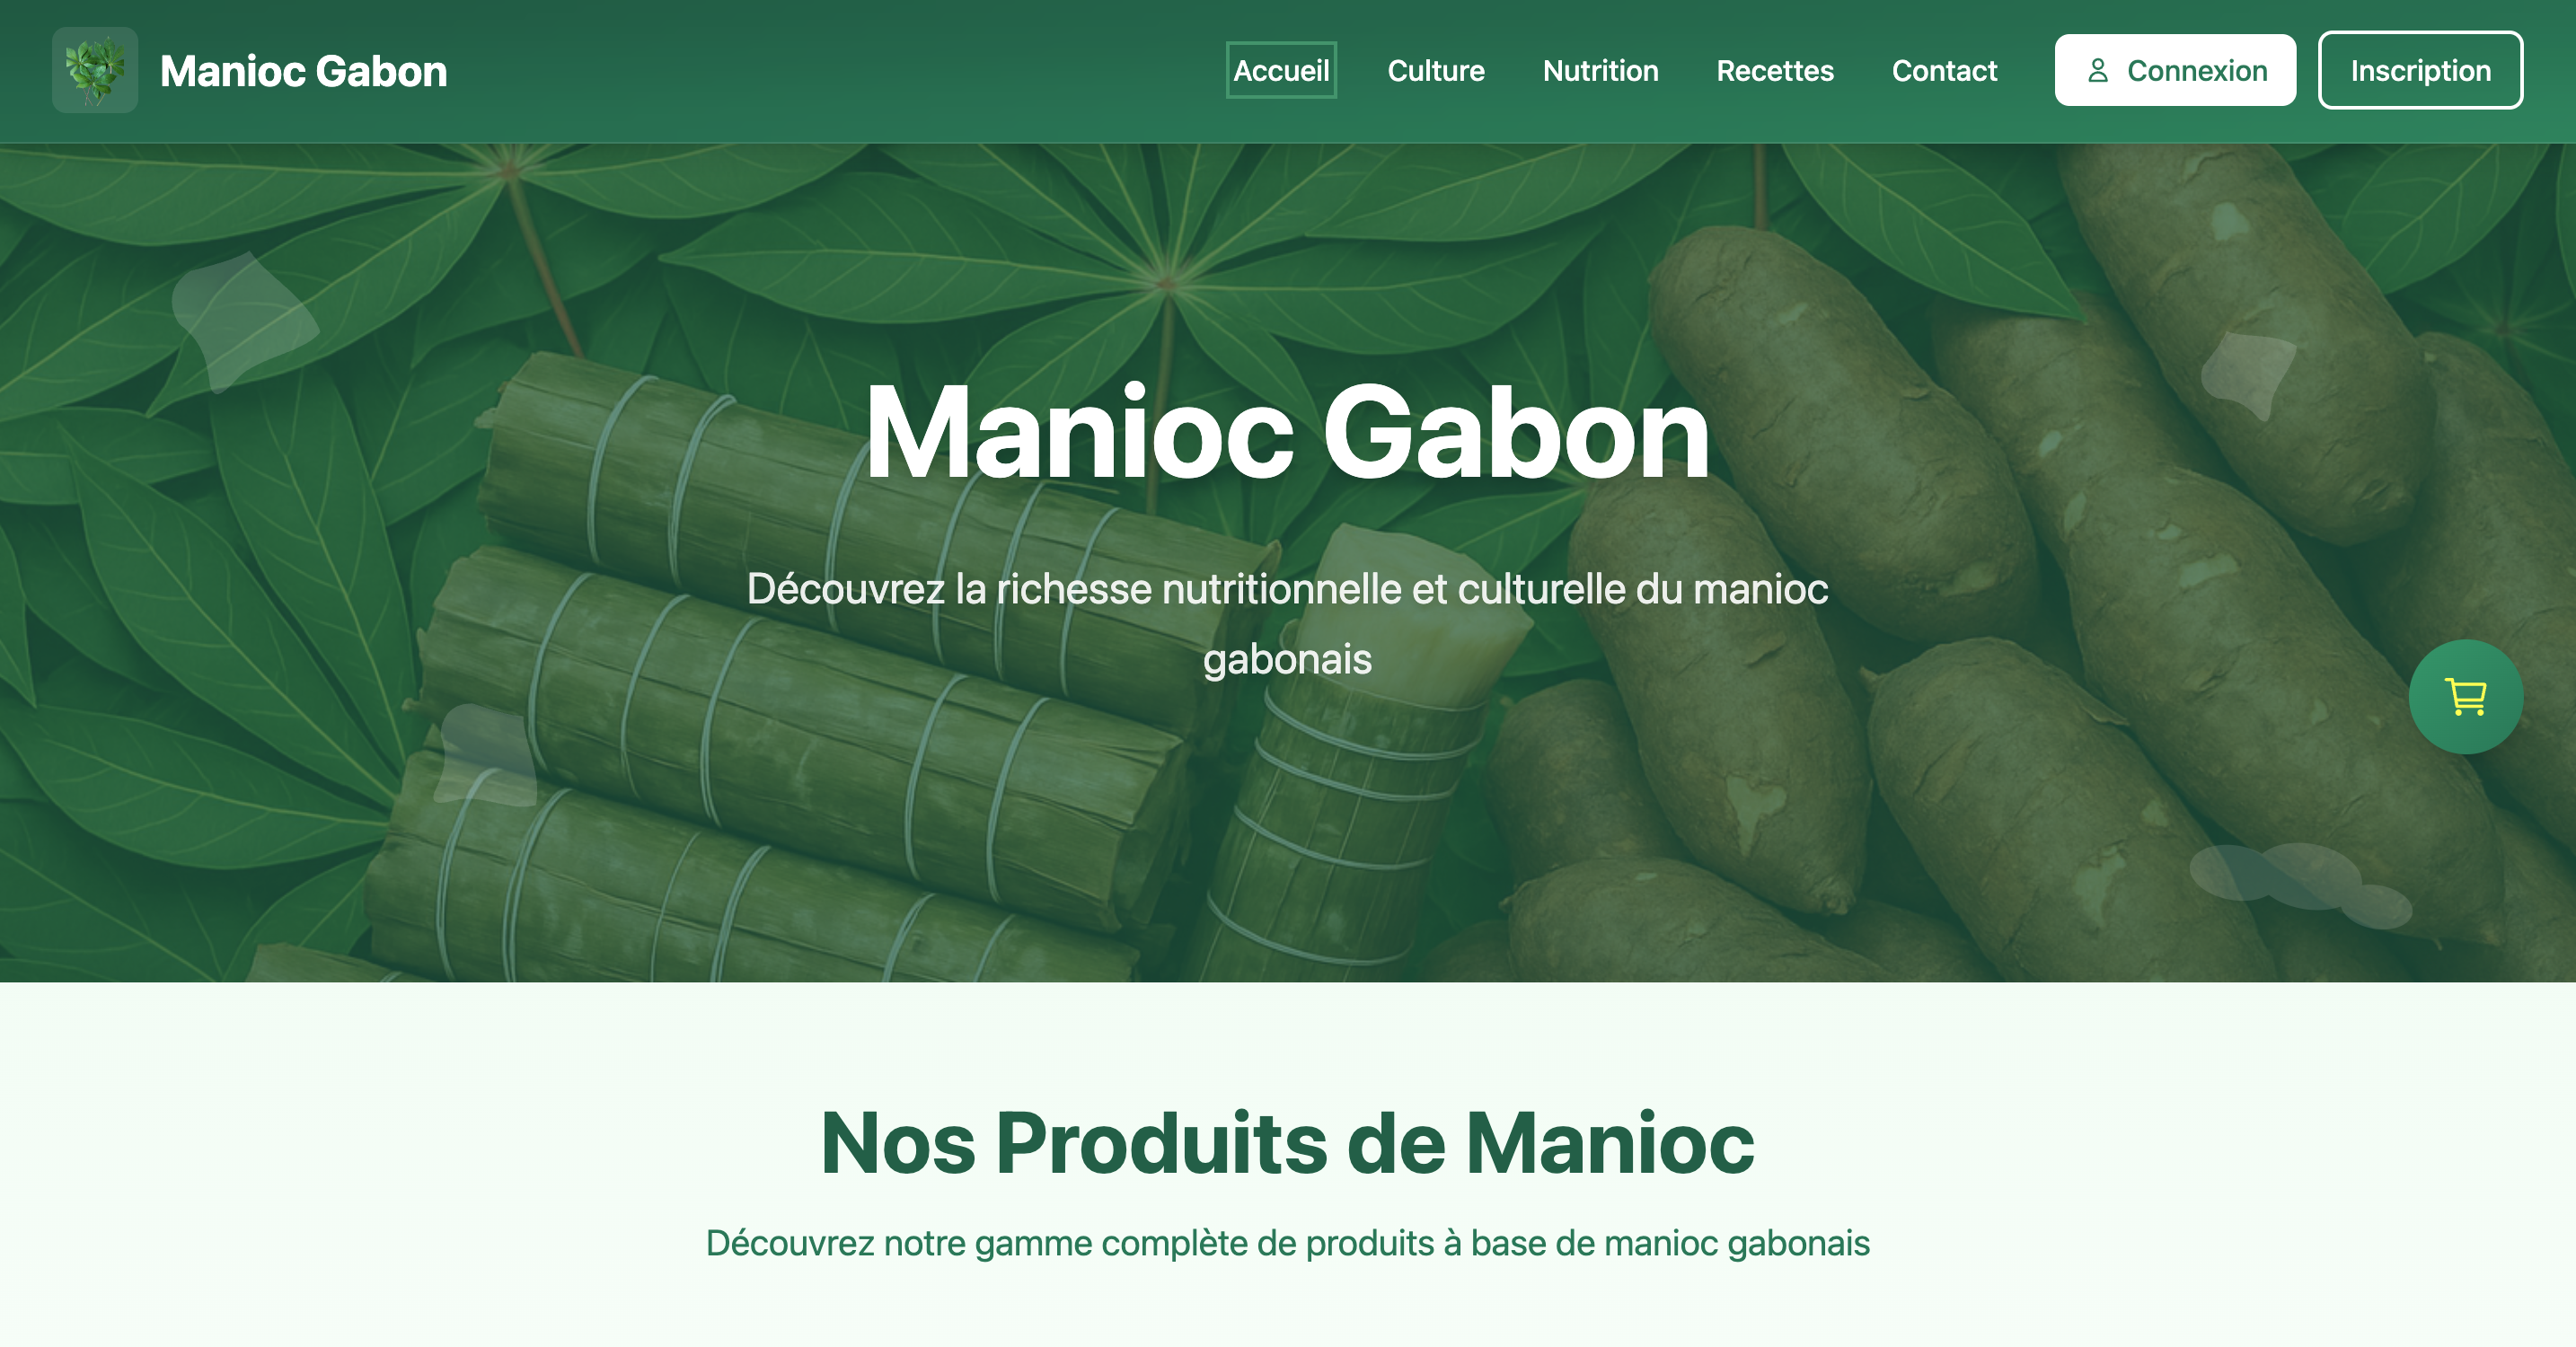 Manioc Gabon
Accueil
Culture
Nutrition
Recettes
Contact
Connexion
Inscription
Manioc Gabon
Découvrez la richesse nutritionnelle et culturelle du manioc
gabonais
Nos Produits de Manioc
Découvrez notre gamme complète de produits à base de manioc gabonais